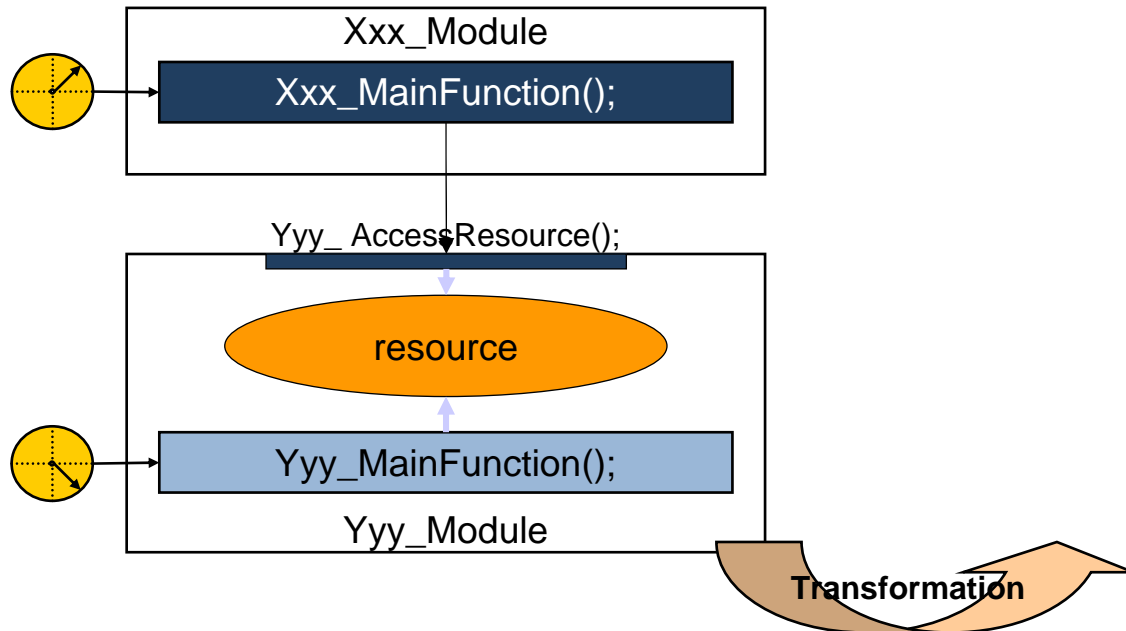 Xxx_Module
Xxx_MainFunction();
Yyy_ AccessResource();
resource
Yyy_MainFunction();
Yyy_Module
Transformation